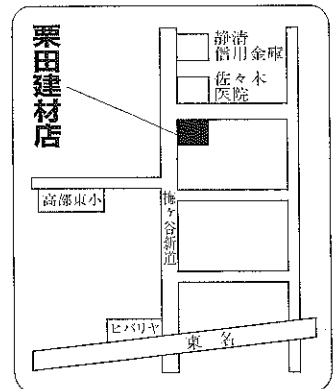 栗田建材店
静清
信用金庫
佐々木
医院
高部東小
梅ヶ谷新道
ヒバリヤ
東名